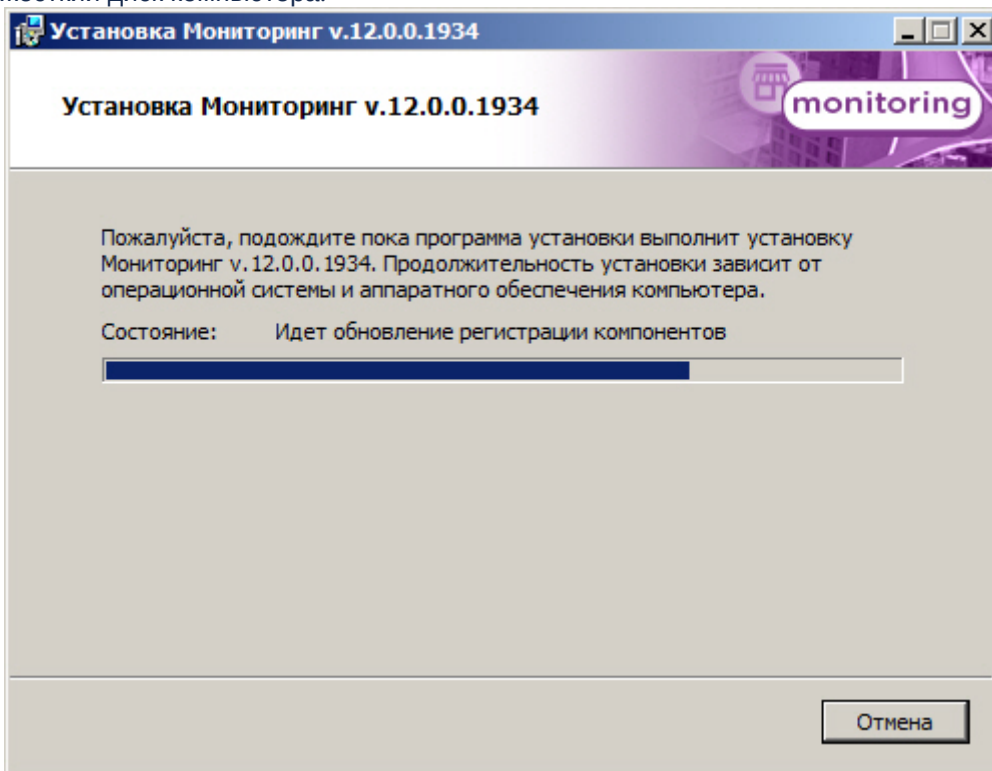 диск компьютера.
Установка Мониторинг v.12.0.0.1934
Установка Мониторинг v.12.0.0.1934
monitoring
Пожалуйста, подождите пока программа установки выполнит установку
Мониторинг v.12.0.0.1934. Продолжительность установки зависит от
операционной системы и аппаратного обеспечения компьютера.
Состояние: Идет обновление регистрации компонентов
Отмена